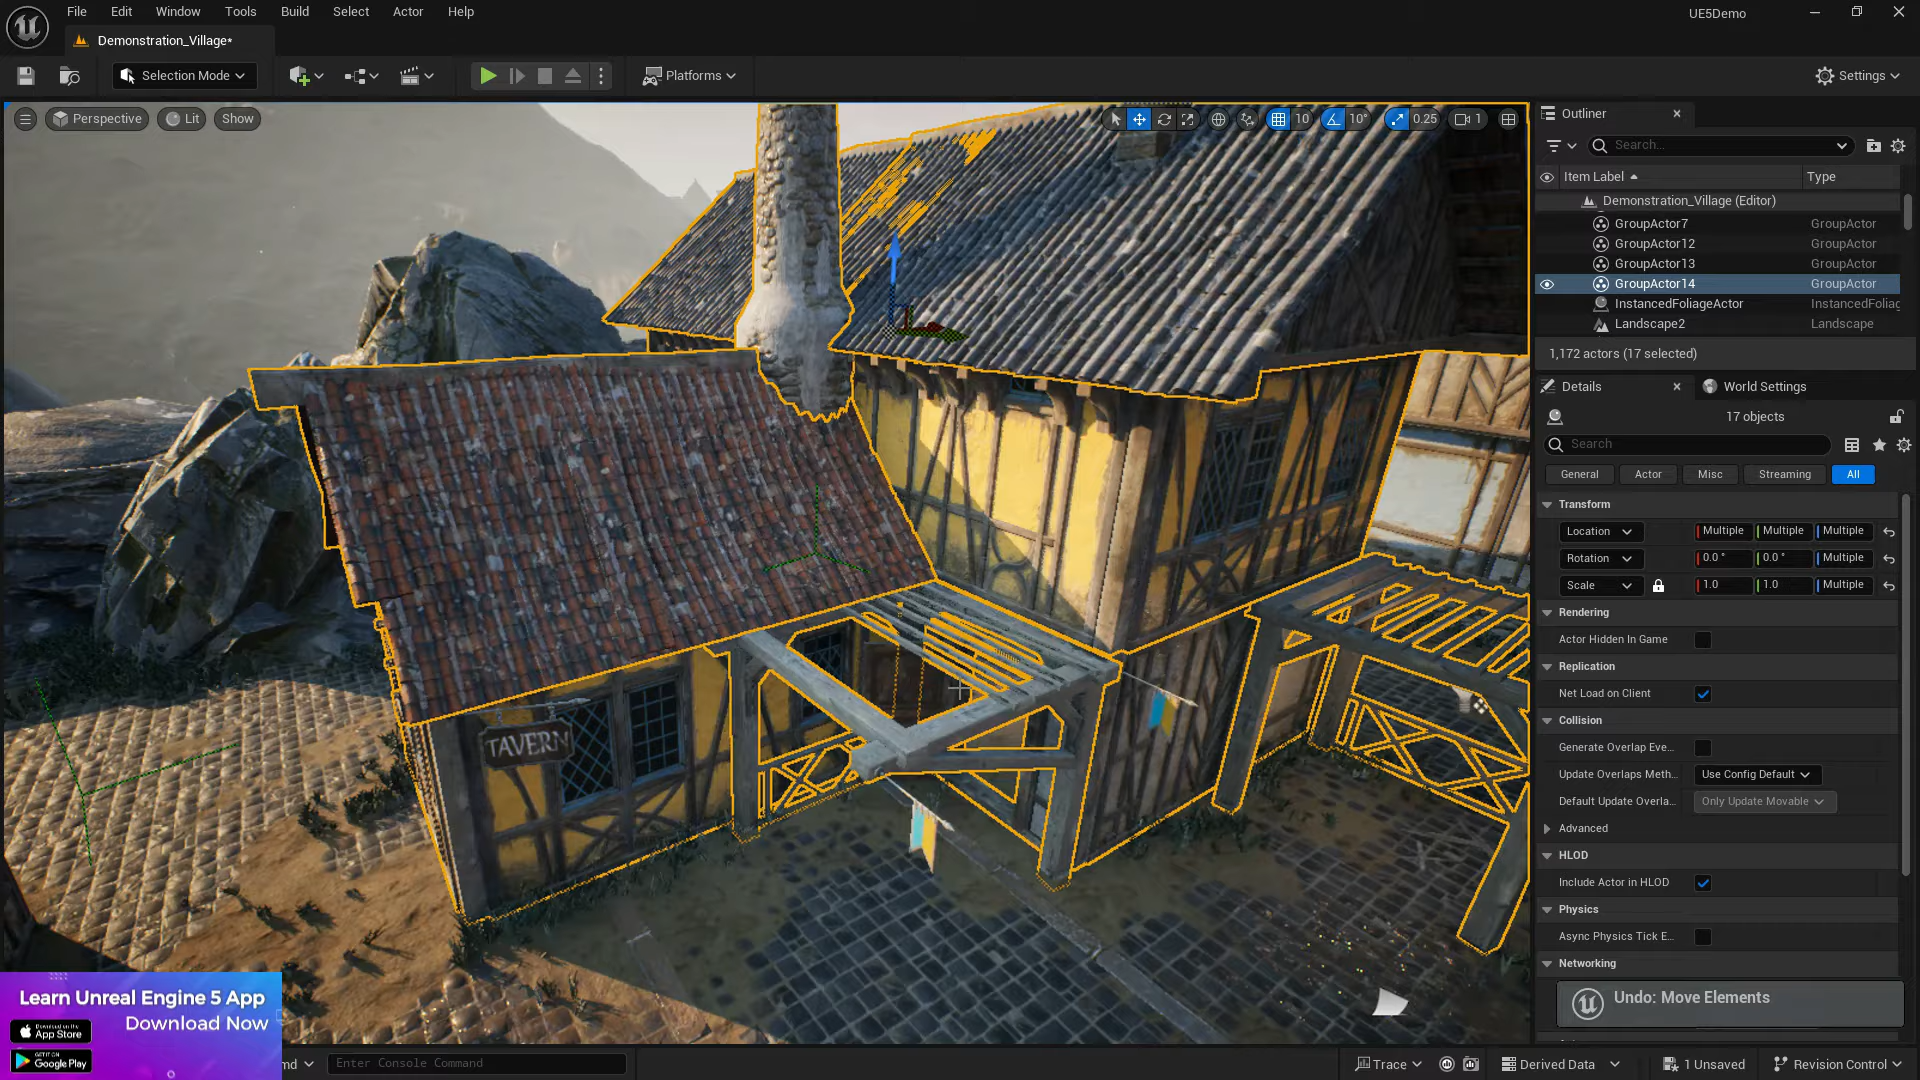 File Edit Window Tools Build Select Actor Help
UE5Demo
Demonstration_Village*
Selection Mode
Platforms
Settings
Perspective Lit Show
10 10° 0.25 1
Outliner
Search...
Item Label Type
Demonstration_Village (Editor)
GroupActor7 GroupActor
GroupActor12 GroupActor
GroupActor13 GroupActor
GroupActor14 GroupActor
InstancedFoliageActor InstancedFoliag
Landscape2 Landscape
1,172 actors (17 selected)
Details World Settings
17 objects
Search
General Actor Misc Streaming All
Transform
Location Multiple Multiple Multiple
Rotation 0.0° 0.0° Multiple
Scale 1.0 1.0 Multiple
Rendering
Actor Hidden In Game
Replication
Net Load on Client
Collision
Generate Overlap Eve...
Update Overlaps Meth... Use Config Default
Default Update Overla... Only Update Movable
Advanced
HLOD
Include Actor in HLOD
Physics
Async Physics Tick E...
Networking
Undo: Move Elements
TAVERN
Learn Unreal Engine 5 App
Download Now
Download on the
App Store
GET IT ON
Google Play
md Enter Console Command
Trace Derived Data 1 Unsaved Revision Control